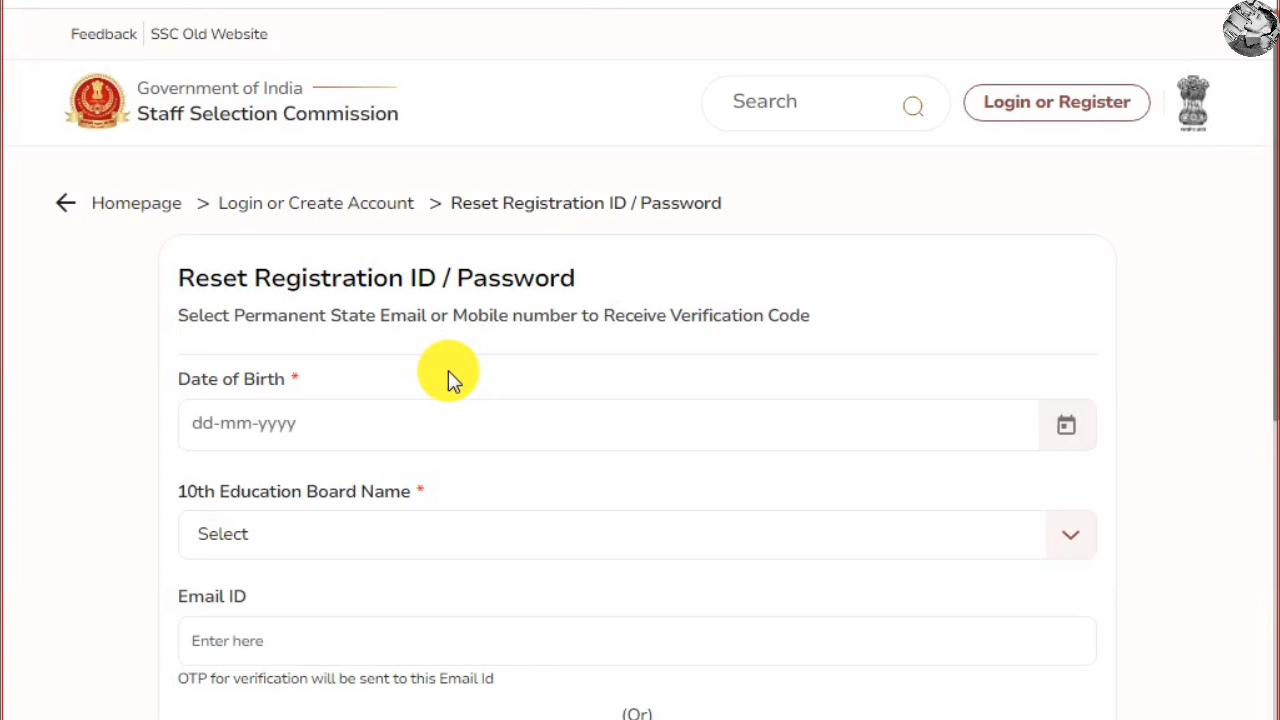 Feedback SSC Old Website
Government of India
Staff Selection Commission
Search
Login or Register
Homepage > Login or Create Account > Reset Registration ID / Password
Reset Registration ID / Password
Select Permanent State Email or Mobile number to Receive Verification Code
Date of Birth *
dd-mm-yyyy
10th Education Board Name *
Select
Email ID
Enter here
OTP for verification will be sent to this Email Id
(Or)